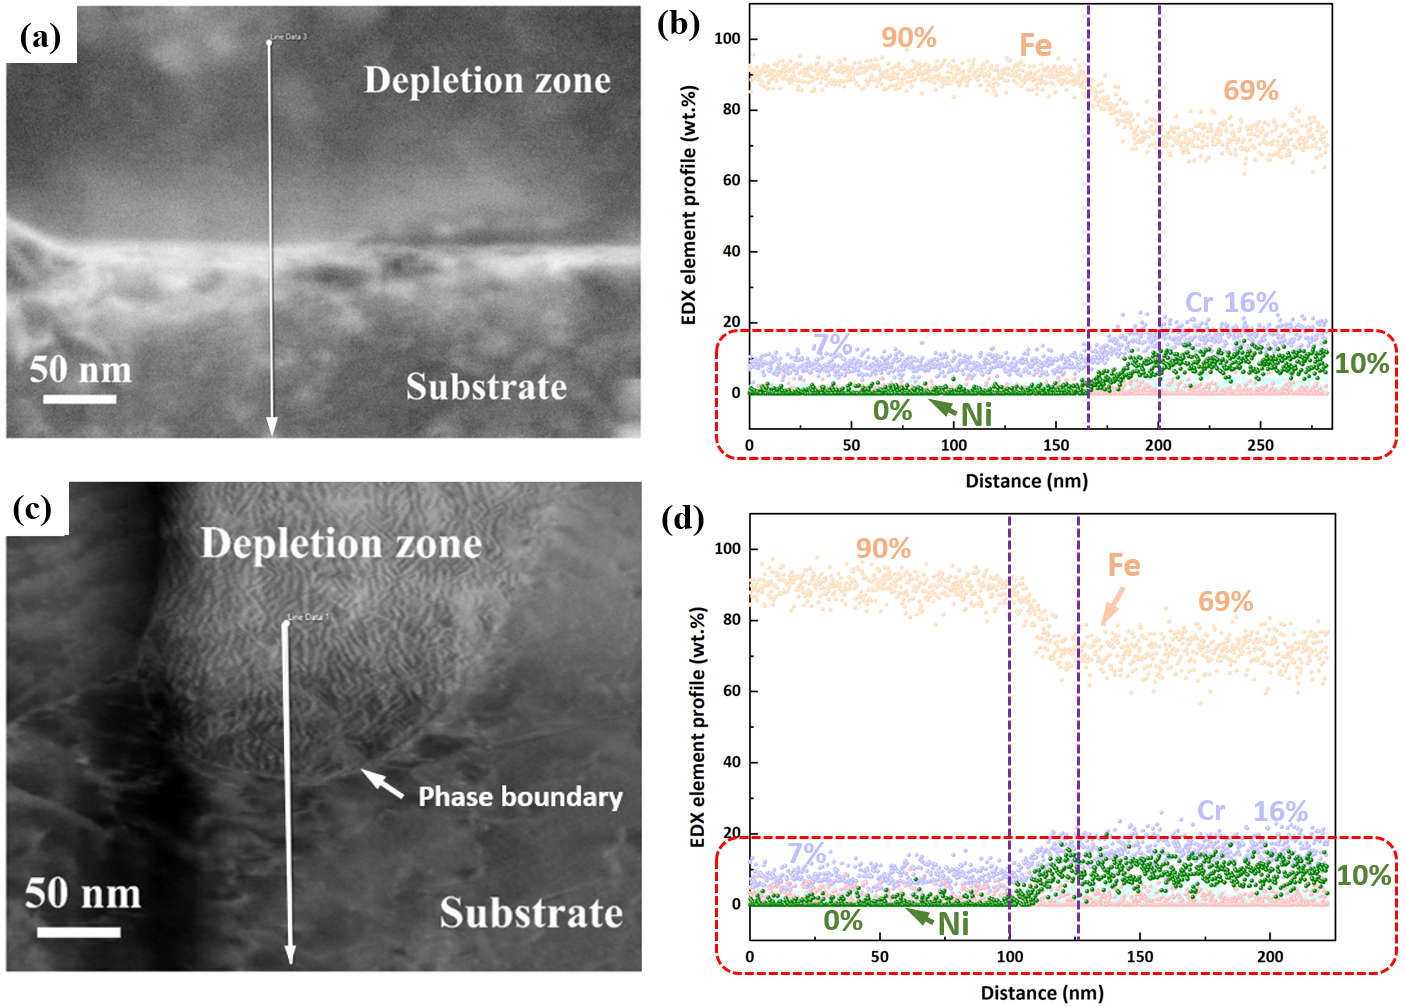 (a)
Line Data 3
Depletion zone
50 nm
Substrate
(b)
EDX element profile (wt.%)
100
80
60
40
20
0
90%
Fe
69%
Cr 16%
7%
10%
0%
Ni
0
50
100
150
200
250
Distance (nm)
(c)
Depletion zone
Line Data 1
Phase boundary
50 nm
Substrate
(d)
EDX element profile (wt.%)
100
80
60
40
20
0
90%
Fe
69%
Cr 16%
7%
10%
0%
Ni
0
50
100
150
200
Distance (nm)